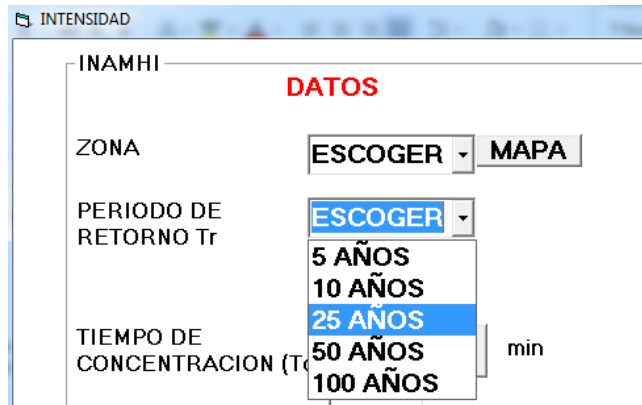 INTENSIDAD
INAMHI
DATOS
ZONA
ESCOGER
MAPA
PERIODO DE
RETORNO Tr
ESCOGER
5 AÑOS
10 AÑOS
25 AÑOS
50 AÑOS
100 AÑOS
TIEMPO DE
CONCENTRACION (Tc
min